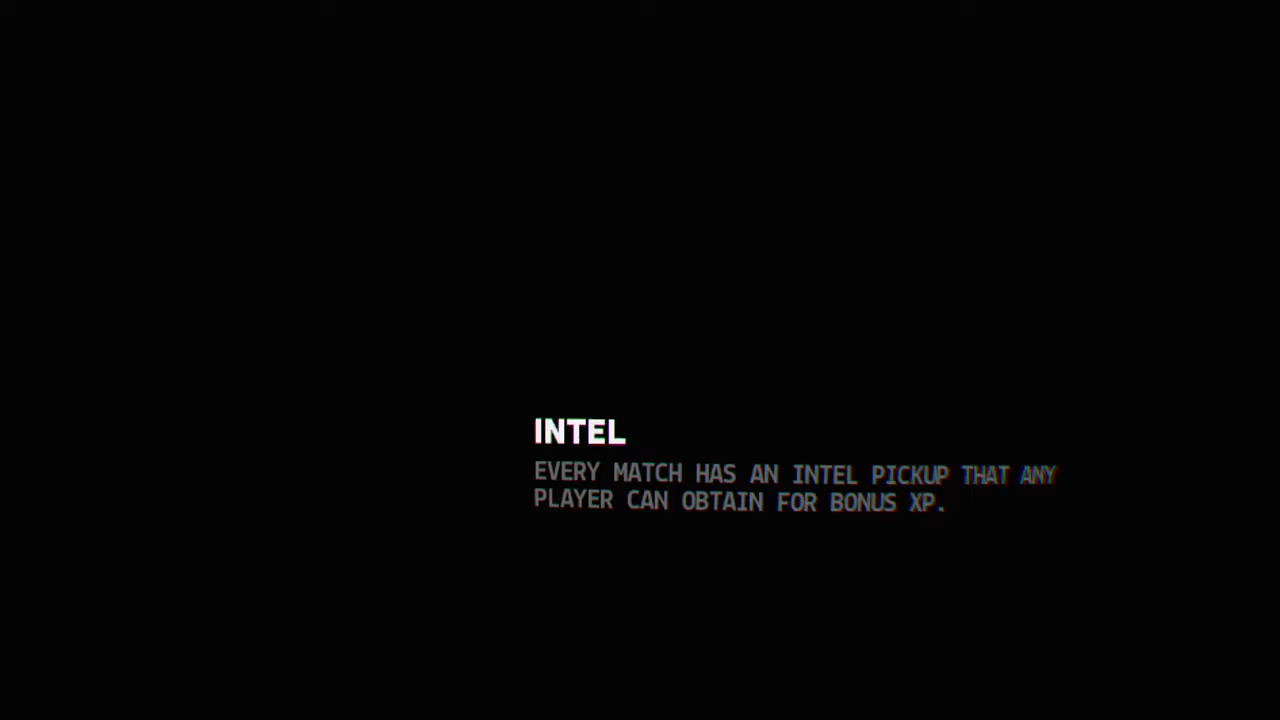 INTEL
EVERY MATCH HAS AN INTEL PICKUP THAT ANY
PLAYER CAN OBTAIN FOR BONUS XP.